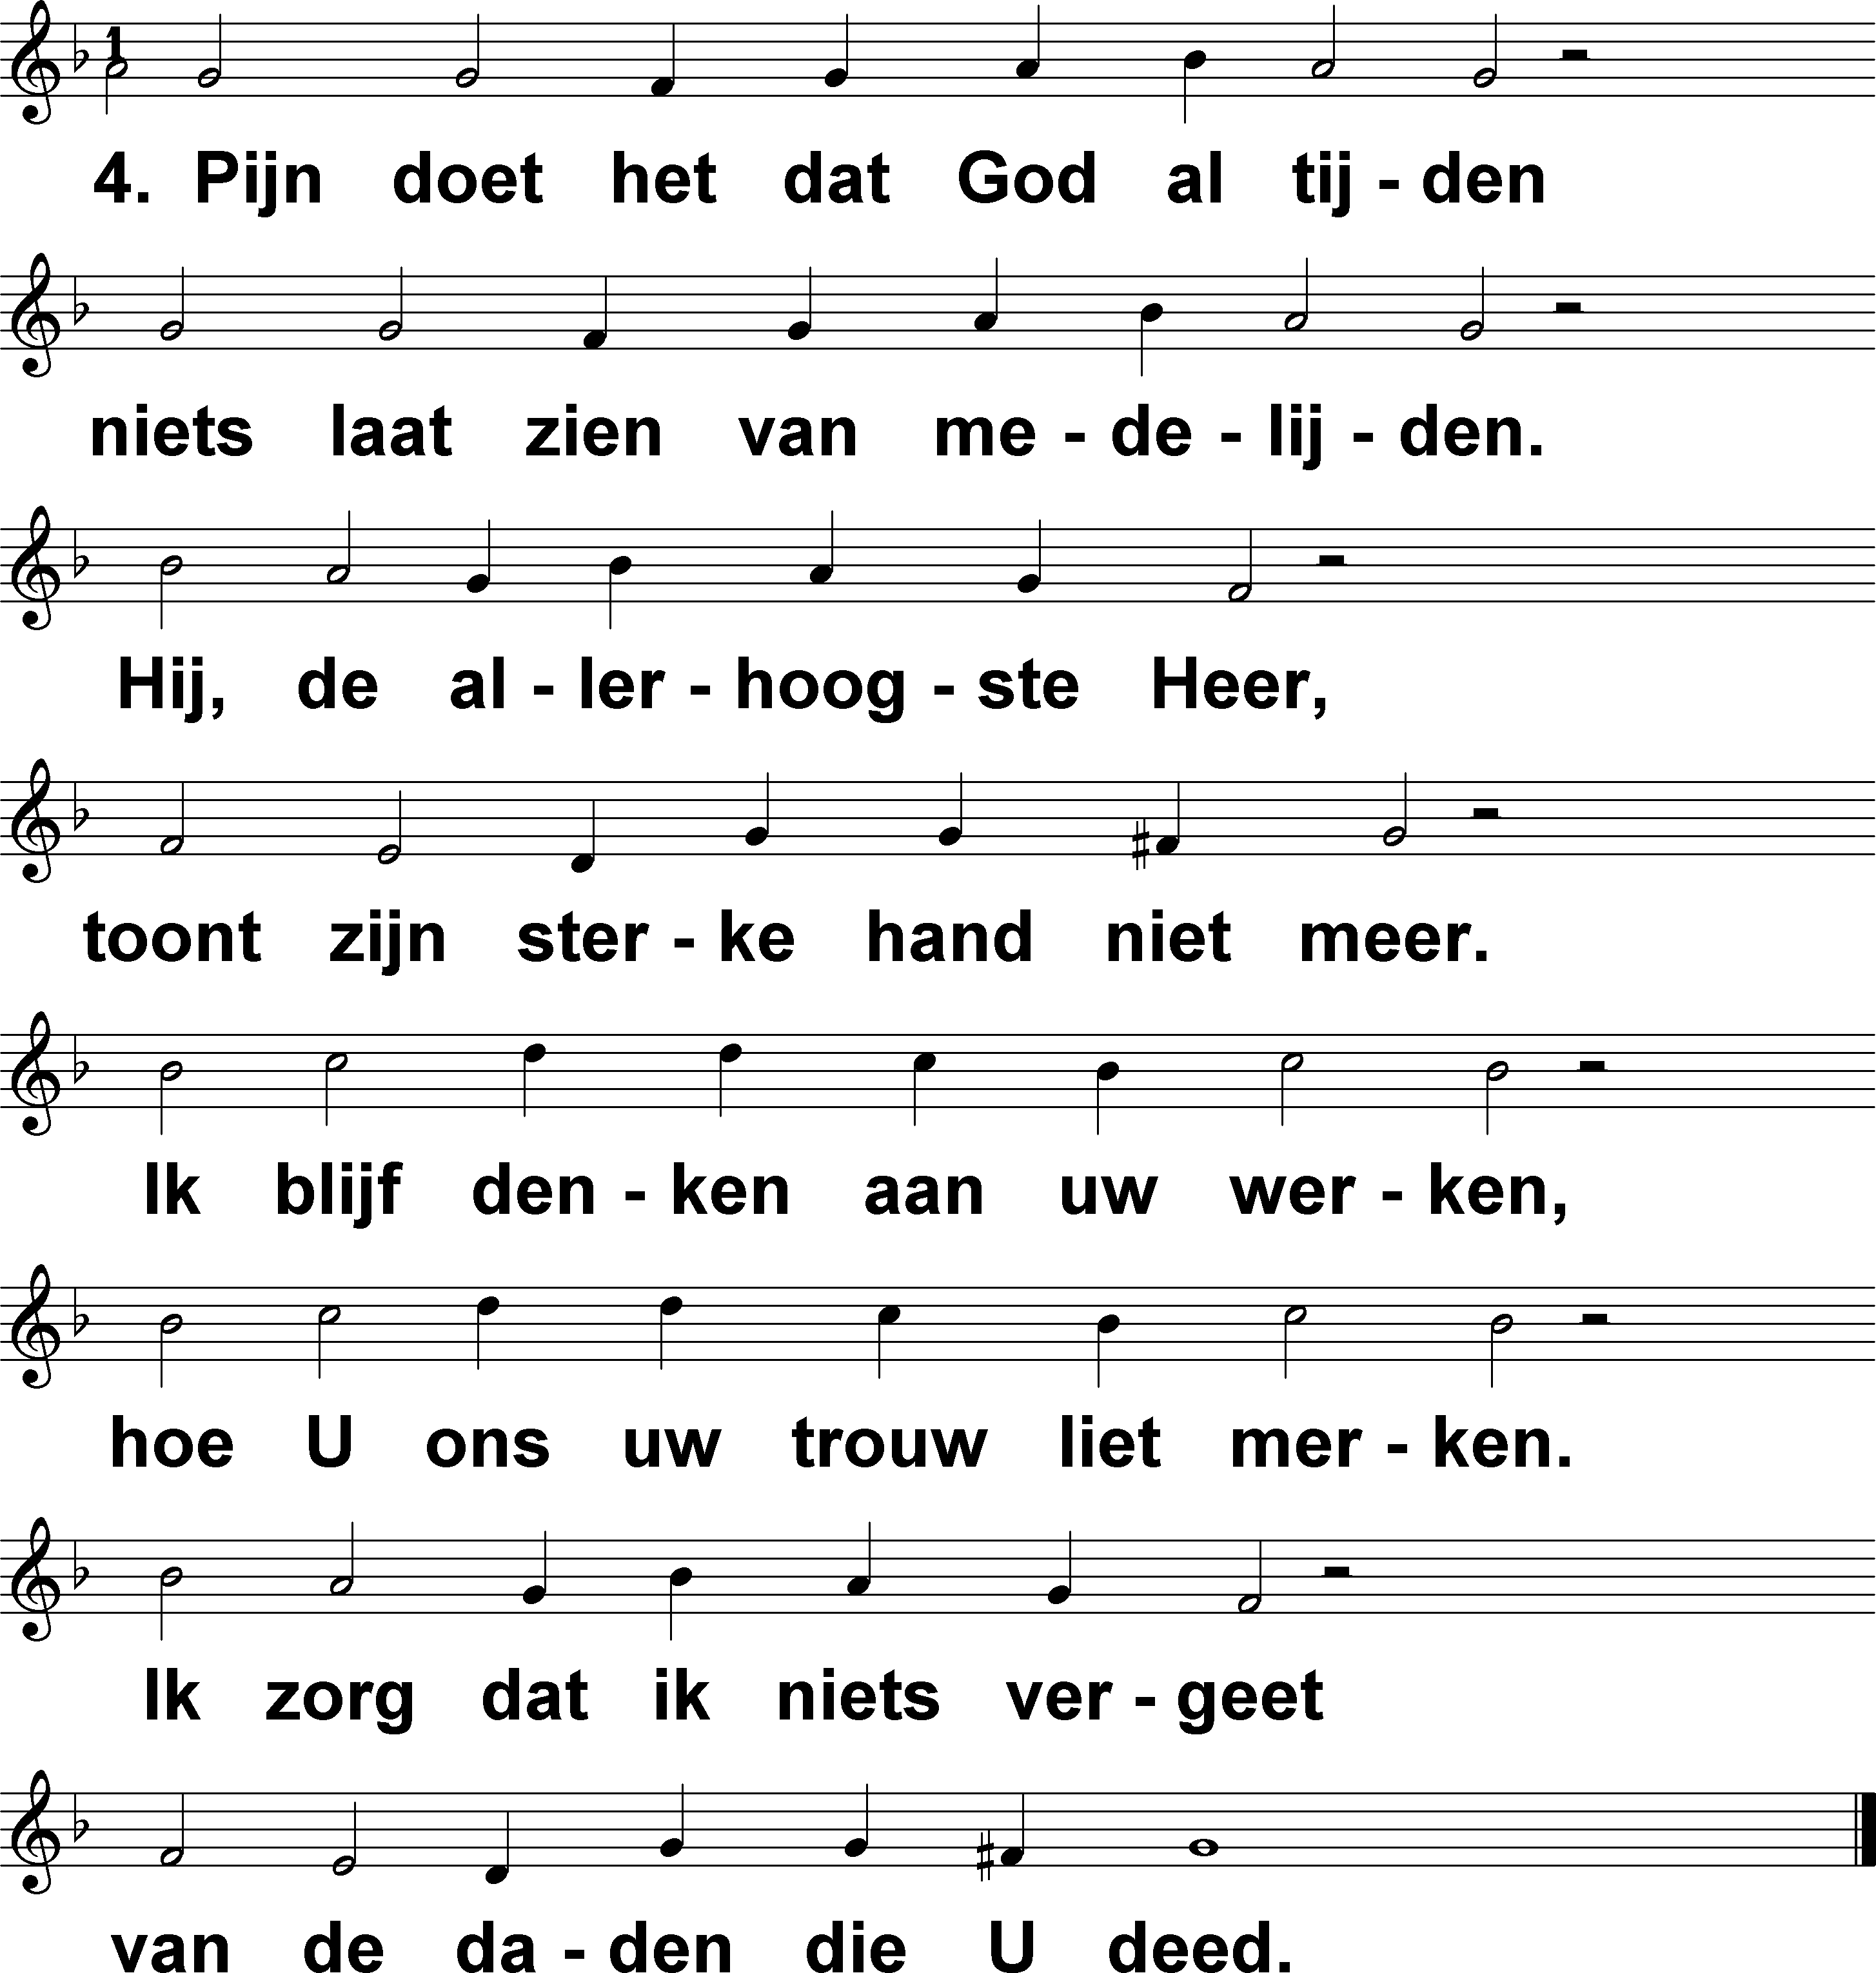 1
4. Pijn doet het dat God al tij - den
niets laat zien van me - de - lij - den.
Hij, de al - ler - hoog - ste Heer,
toont zijn ster - ke hand niet meer.
Ik blijf den - ken aan uw wer - ken,
hoe U ons uw trouw liet mer - ken.
Ik zorg dat ik niets ver - geet
van de da - den die U deed.